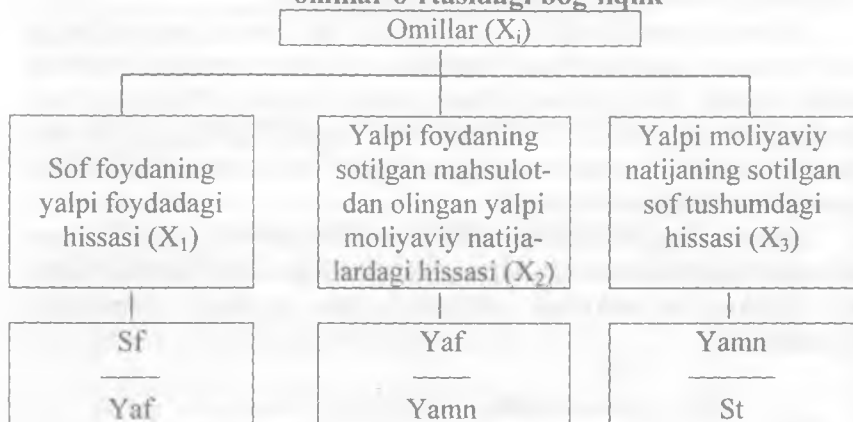 omillar o'rtasidagi bog'liqlik
Omillar (Xi)
Sof foydaning
yalpi foydadagi
hissasi (X1)
Yalpi foydaning
sotilgan mahsulot-
dan olingan yalpi
moliyaviy natija-
lardagi hissasi (X2)
Yalpi moliyaviy
natijaning sotilgan
sof tushumdagi
hissasi (X3)
Sf
Yaf
Yaf
Yamn
Yamn
St